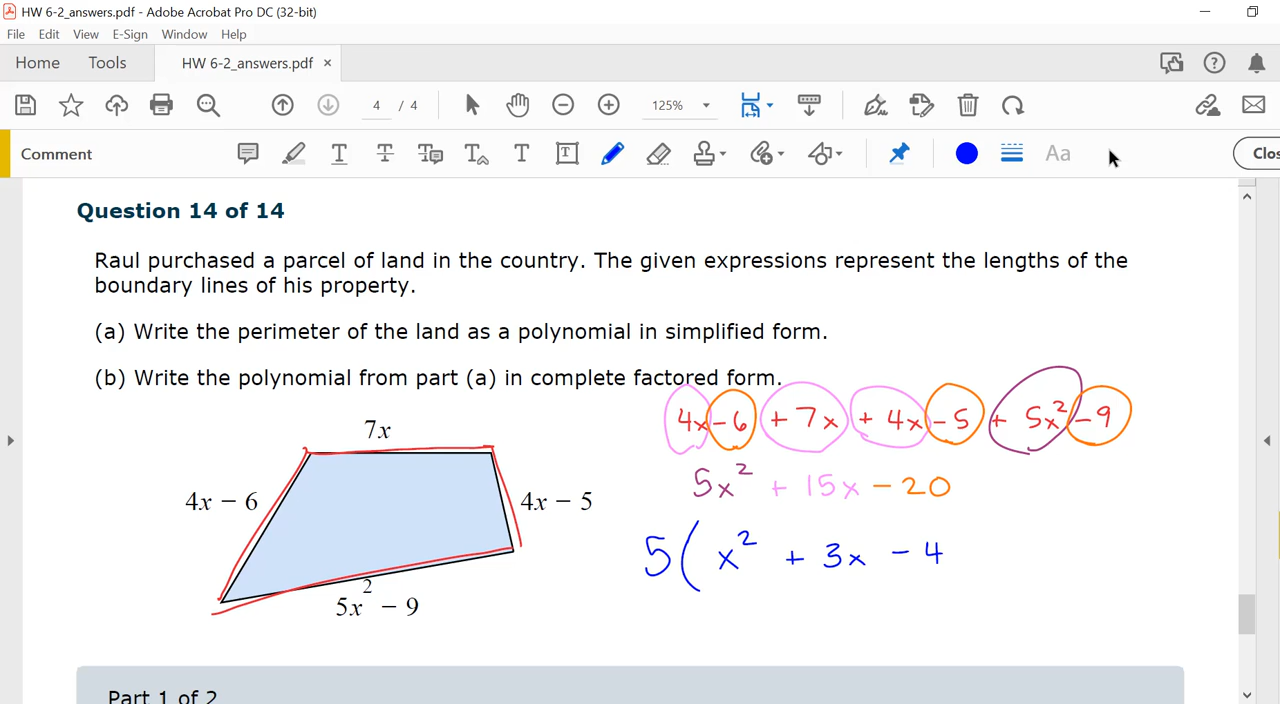 HW 6-2_answers.pdf - Adobe Acrobat Pro DC (32-bit)
File Edit View E-Sign Window Help
Home Tools HW 6-2_answers.pdf ×
4 / 4 125%
Comment T T T T T T Aa Clos
Question 14 of 14
Raul purchased a parcel of land in the country. The given expressions represent the lengths of the
boundary lines of his property.
(a) Write the perimeter of the land as a polynomial in simplified form.
(b) Write the polynomial from part (a) in complete factored form.
4x - 6 + 7x + 4x - 5 + 5x² - 9
7x
4x − 6
4x − 5
5x² − 9
5x² + 15x - 20
5( x² + 3x - 4
Part 1 of 2